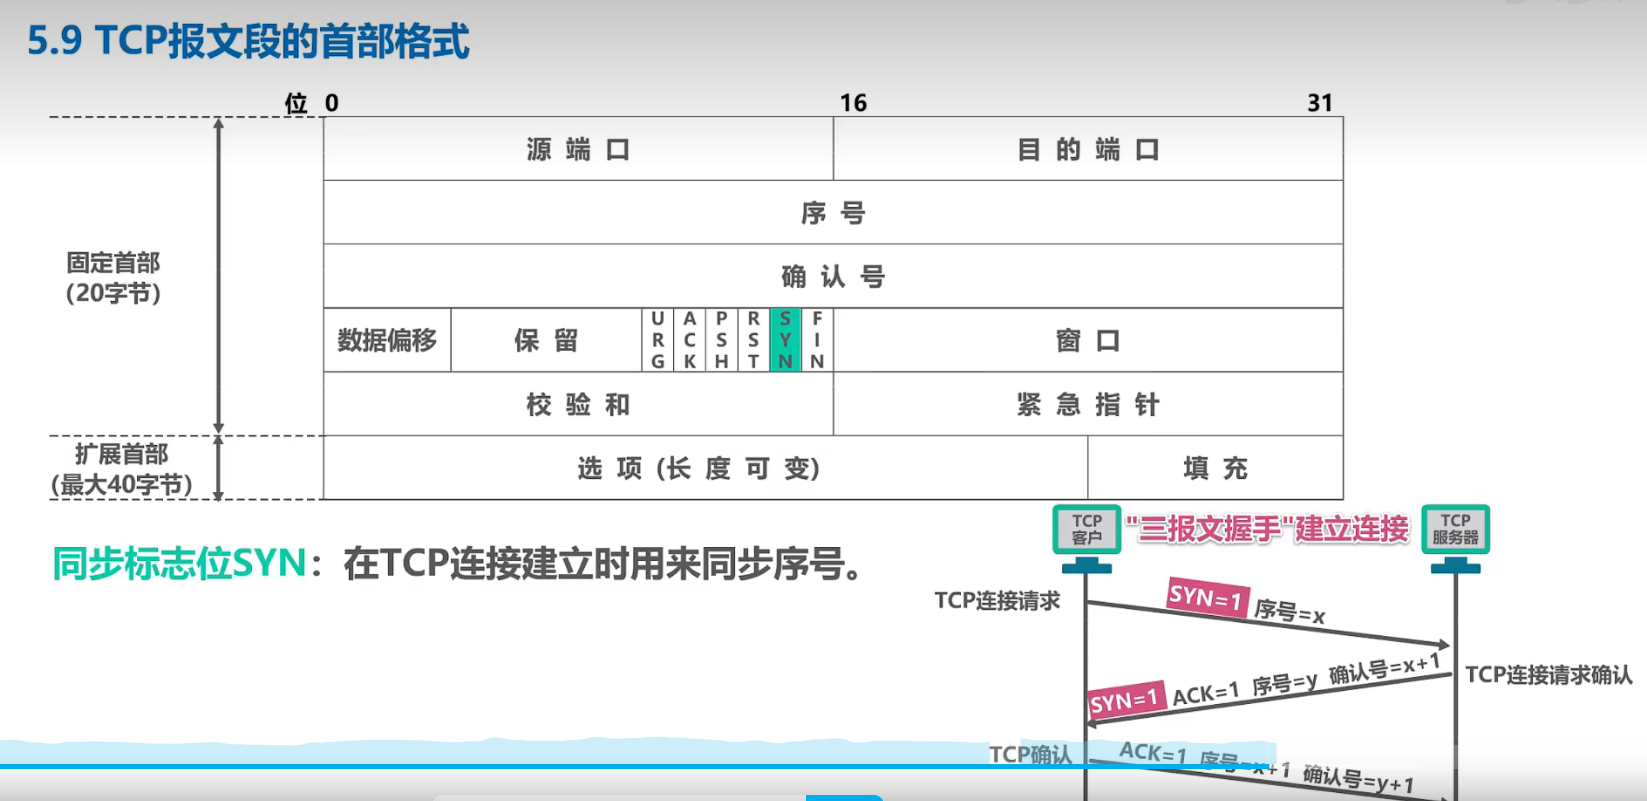 5.9 TCP报文段的首部格式
位 0 16 31
源端口 目的端口
序号
确认号
固定首部
(20字节)
数据偏移 保留 URG ACK PSH RST SYN FIN 窗口
校验和 紧急指针
扩展首部
(最大40字节)
选项(长度可变) 填充
TCP
客户
"三报文握手"建立连接
TCP
服务器
同步标志位SYN：在TCP连接建立时用来同步序号。
TCP连接请求
SYN=1 序号=x
SYN=1 ACK=1 序号=y 确认号=x+1
TCP连接请求确认
TCP确认
ACK=1 序号=x+1 确认号=y+1